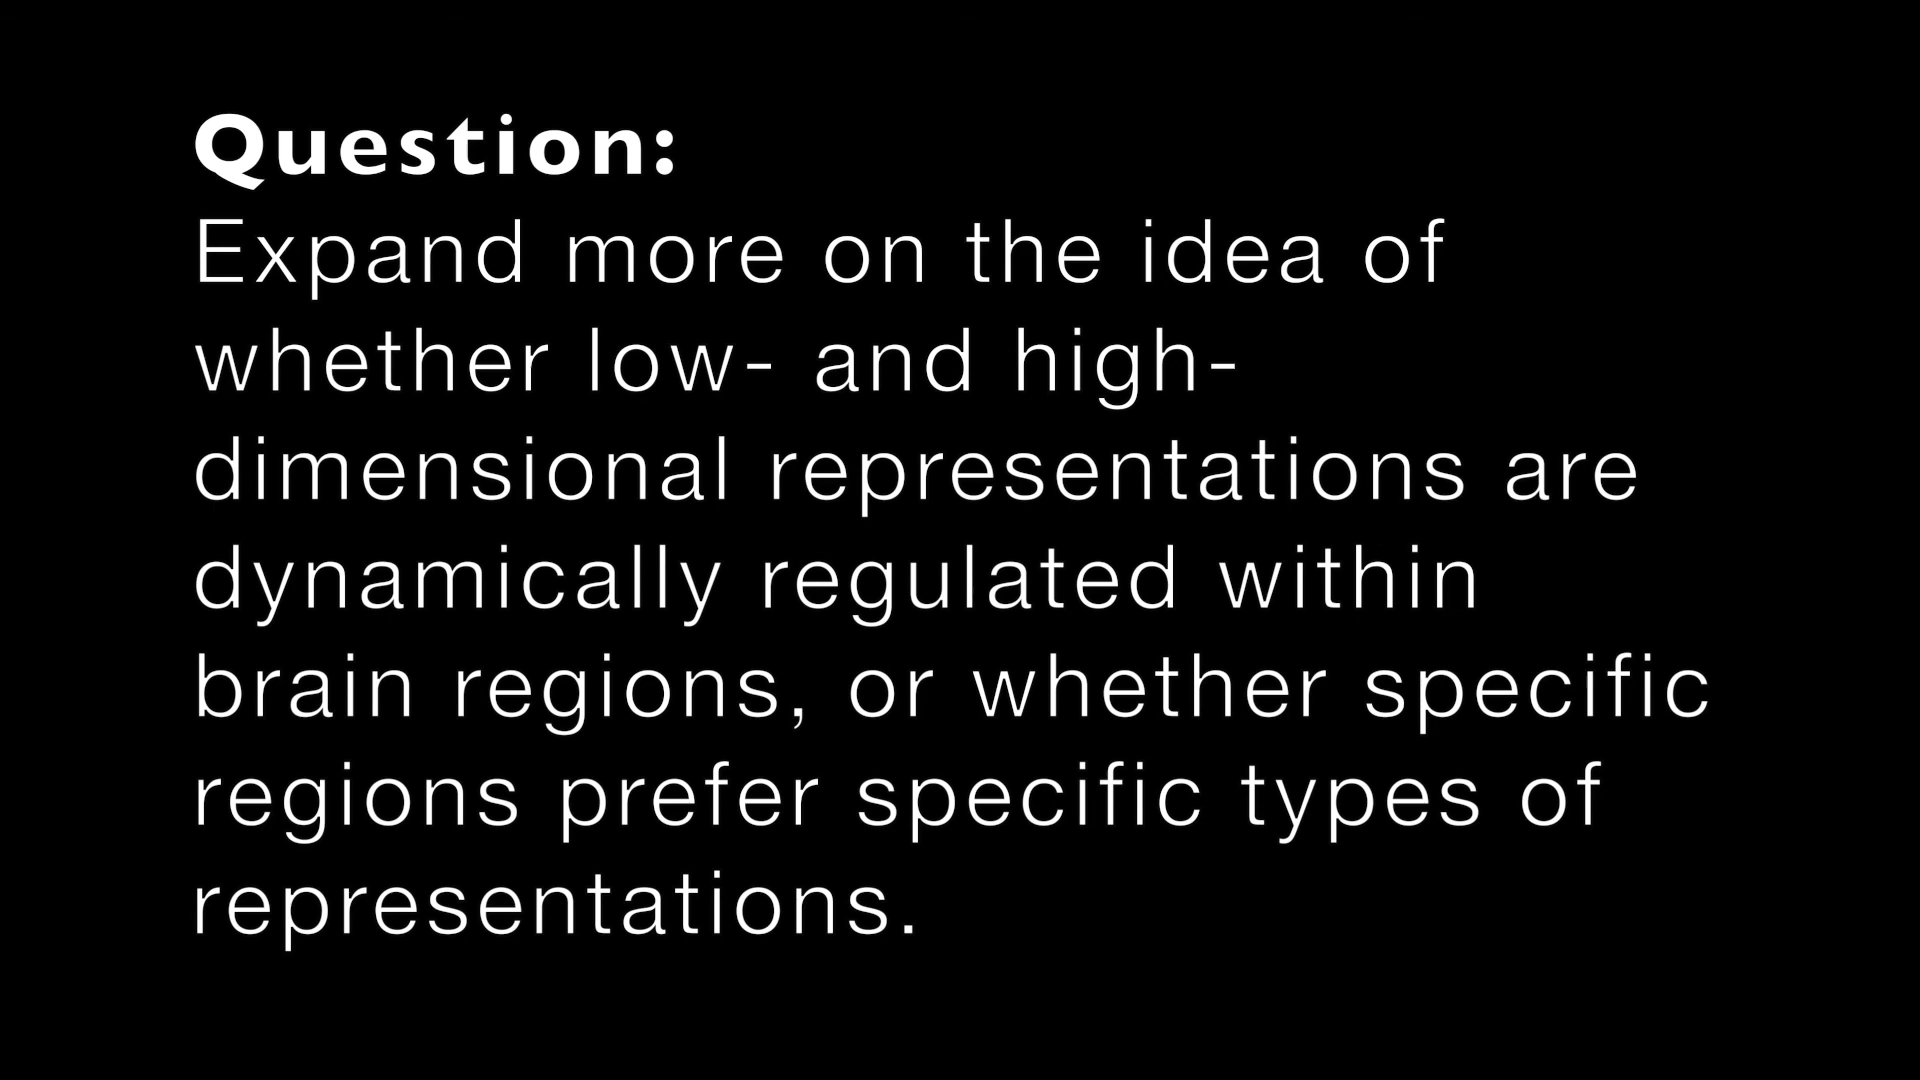 Question:
Expand more on the idea of
whether low- and high-
dimensional representations are
dynamically regulated within
brain regions, or whether specific
regions prefer specific types of
representations.